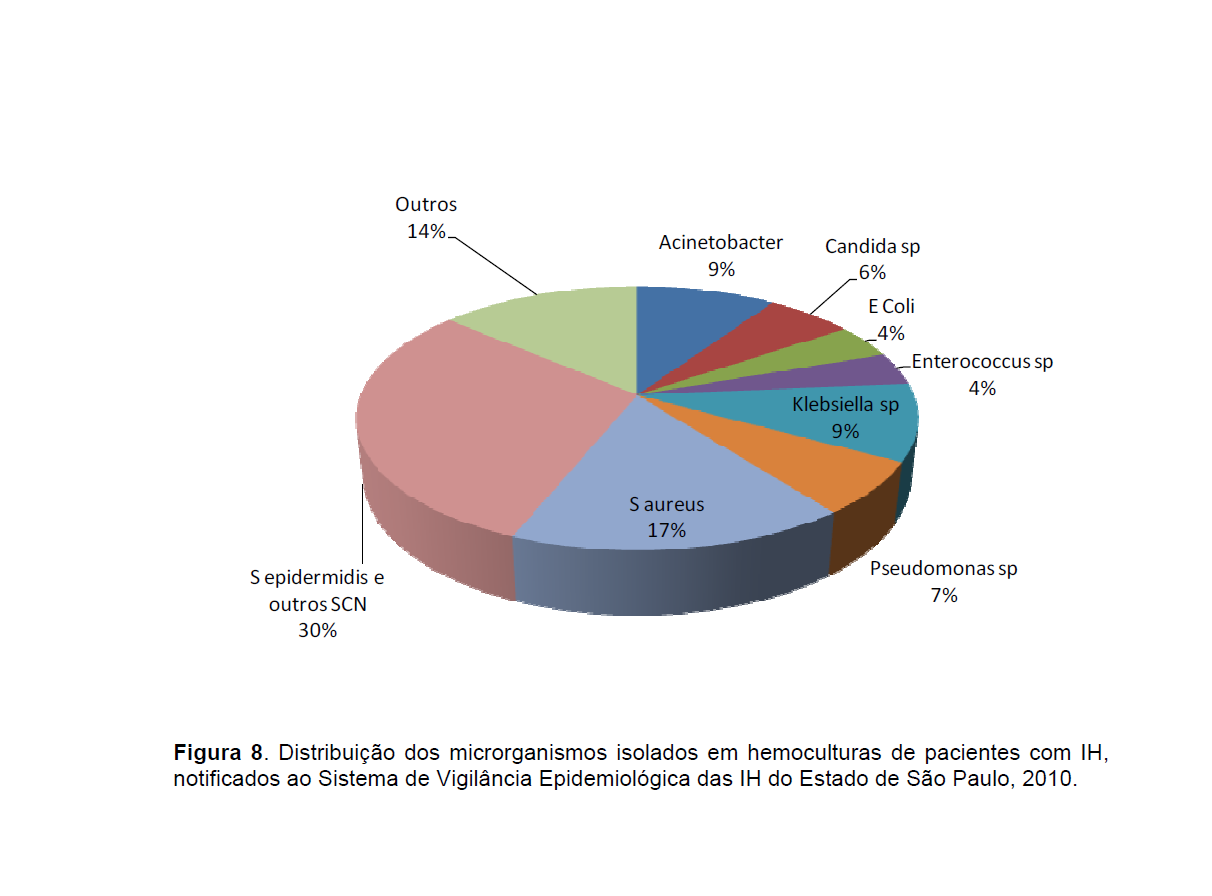 Outros
14%
Acinetobacter
9%
Candida sp
6%
E Coli
4%
Enterococcus sp
4%
Klebsiella sp
9%
S aureus
17%
Pseudomonas sp
7%
S epidermidis e
outros SCN
30%
Figura 8. Distribuição dos microrganismos isolados em hemoculturas de pacientes com IH,
notificados ao Sistema de Vigilância Epidemiológica das IH do Estado de São Paulo, 2010.